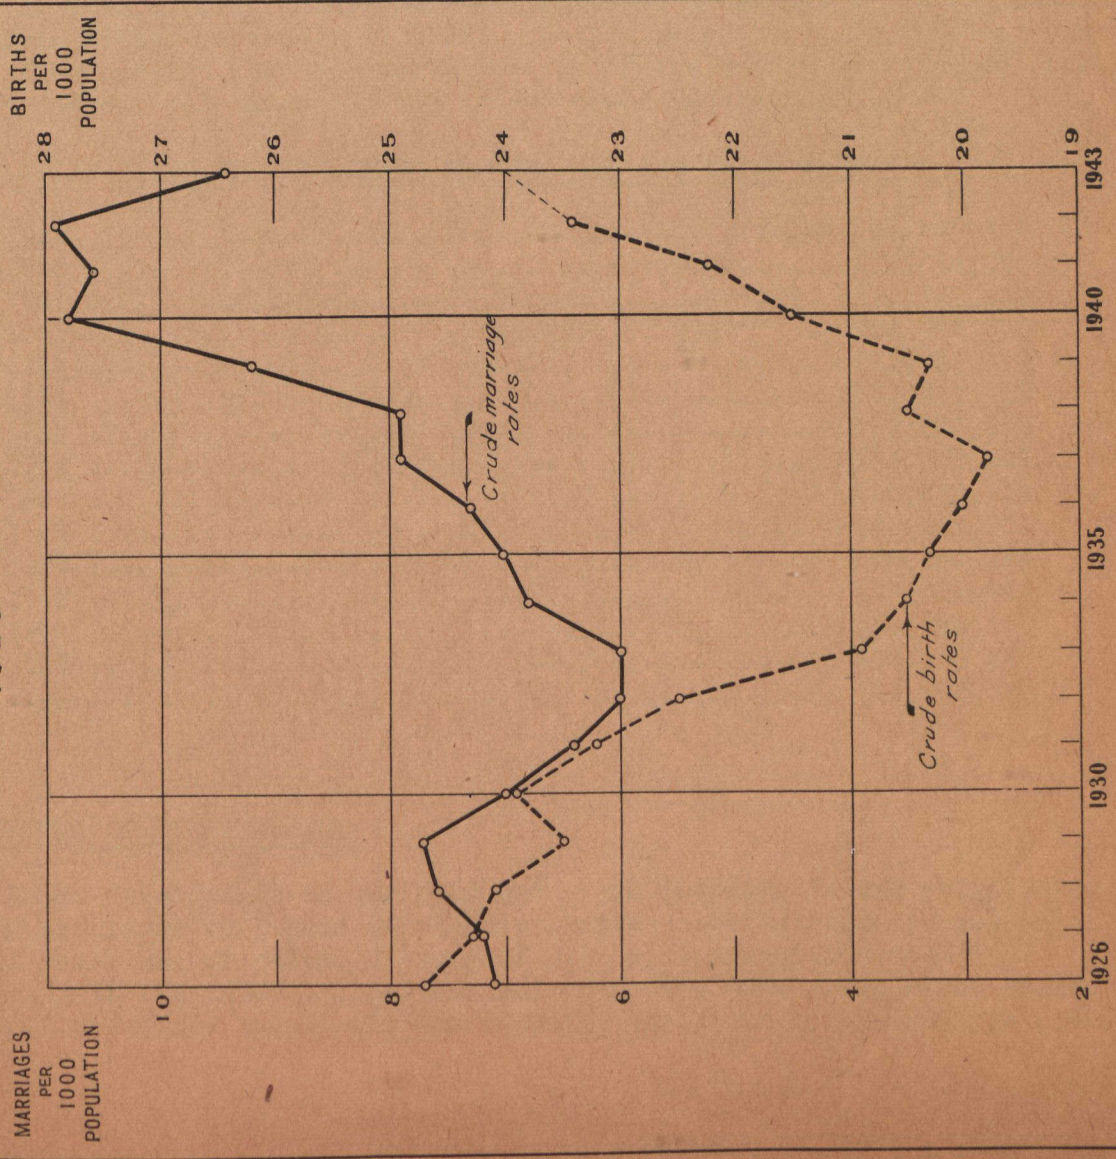 MARRIAGES
PER
1000
POPULATION
BIRTHS
PER
1000
POPULATION
10
8
6
4
2
28
27
26
25
24
23
22
21
20
19
Crude marriage
rates
Crude birth
rates
1926
1930
1935
1940
1943